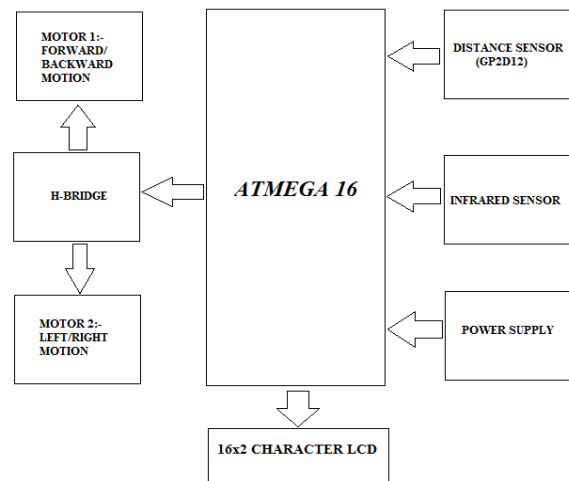 MOTOR 1:-
FORWARD/
BACKWARD
MOTION
DISTANCE SENSOR
(GP2D12)
H-BRIDGE
ATMEGA 16
INFRARED SENSOR
MOTOR 2:-
LEFT/RIGHT
MOTION
POWER SUPPLY
16x2 CHARACTER LCD